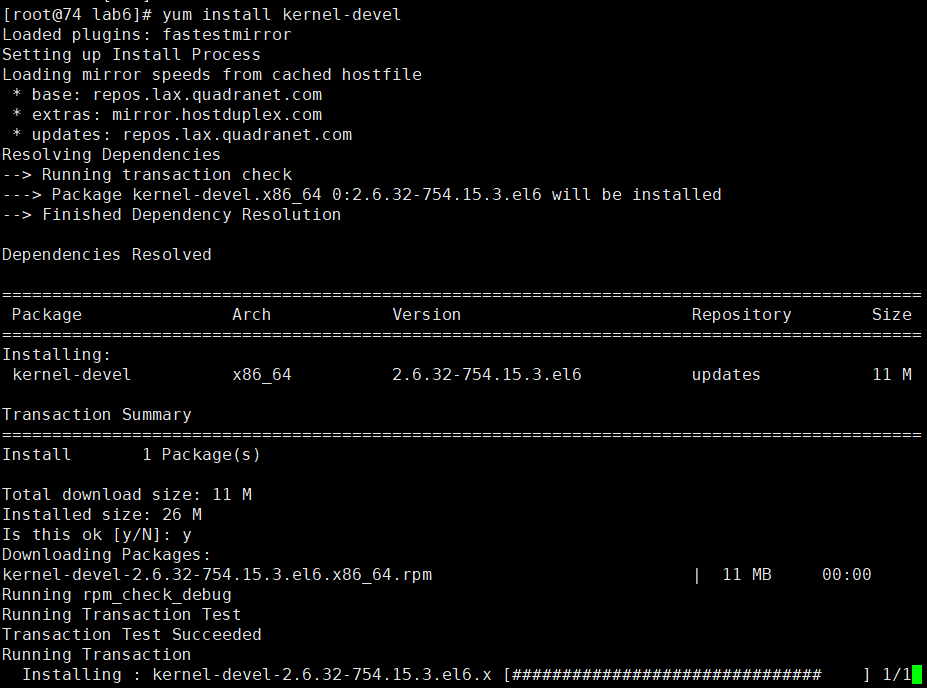 [root@74 lab6]# yum install kernel-devel
Loaded plugins: fastestmirror
Setting up Install Process
Loading mirror speeds from cached hostfile
 * base: repos.lax.quadranet.com
 * extras: mirror.hostduplex.com
 * updates: repos.lax.quadranet.com
Resolving Dependencies
--> Running transaction check
---> Package kernel-devel.x86_64 0:2.6.32-754.15.3.el6 will be installed
--> Finished Dependency Resolution

Dependencies Resolved

============================================================================================
 Package               Arch            Version                       Repository        Size
============================================================================================
Installing:
 kernel-devel          x86_64          2.6.32-754.15.3.el6           updates           11 M

Transaction Summary
============================================================================================
Install       1 Package(s)

Total download size: 11 M
Installed size: 26 M
Is this ok [y/N]: y
Downloading Packages:
kernel-devel-2.6.32-754.15.3.el6.x86_64.rpm                          |  11 MB     00:00
Running rpm_check_debug
Running Transaction Test
Transaction Test Succeeded
Running Transaction
  Installing : kernel-devel-2.6.32-754.15.3.el6.x [###############################    ] 1/1